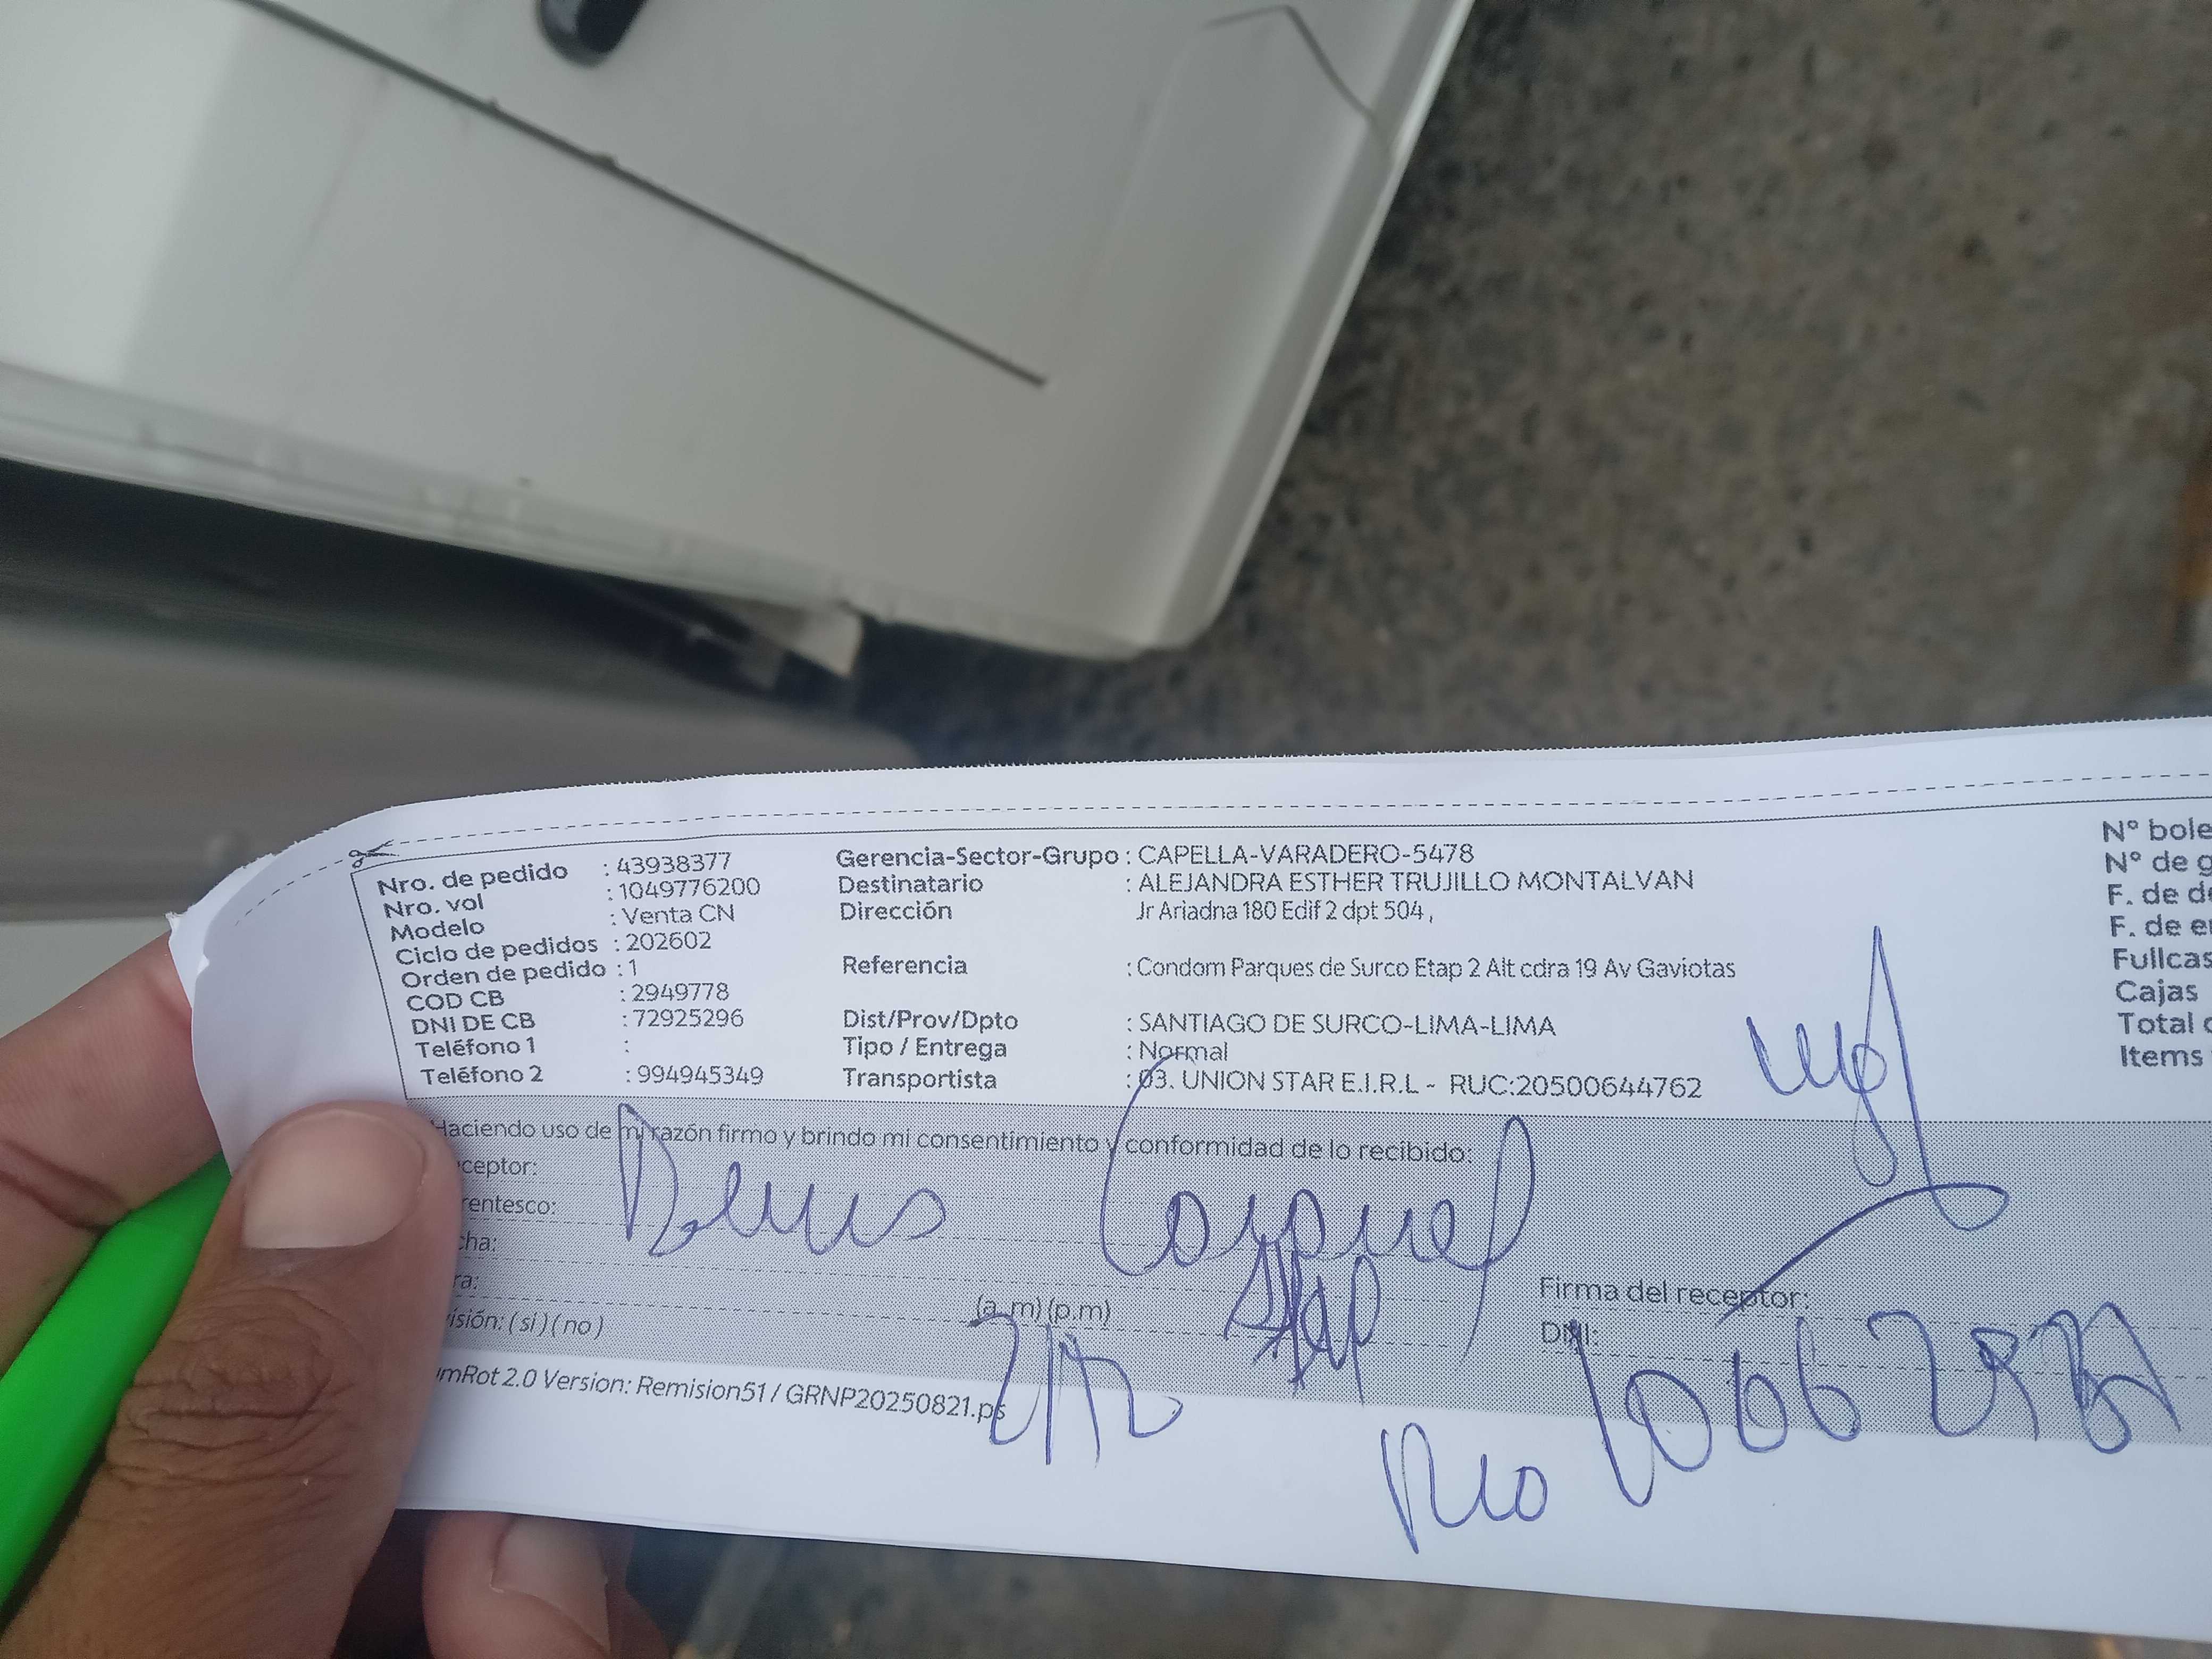 Nro. de pedido : 43938377
Nro. vol : 1049776200
Modelo : Venta CN
Ciclo de pedidos : 202602
Orden de pedido : 1
COD CB : 2949778
DNI DE CB : 72925296
Teléfono 1 :
Teléfono 2 : 994945349
Gerencia-Sector-Grupo : CAPELLA-VARADERO-5478
Destinatario : ALEJANDRA ESTHER TRUJILLO MONTALVAN
Dirección Jr Ariadna 180 Edif 2 dpt 504 ,
Referencia : Condom Parques de Surco Etap 2 Alt cdra 19 Av Gaviotas
Dist/Prov/Dpto : SANTIAGO DE SURCO-LIMA-LIMA
Tipo / Entrega : Normal
Transportista : 03. UNION STAR E.I.R.L - RUC:20500644762
N° bole
N° de g
F. de de
F. de e
Fullcas
Cajas
Total
Items
Haciendo uso de mi razón firmo y brindo mi consentimiento y conformidad de lo recibido:
ceptor:
rentesco:
cha:
ra: (a.m) (p.m)
isión: ( si ) ( no )
Firma del receptor:
DNI:
mRot 2.0 Version: Remision51 / GRNP20250821.ps